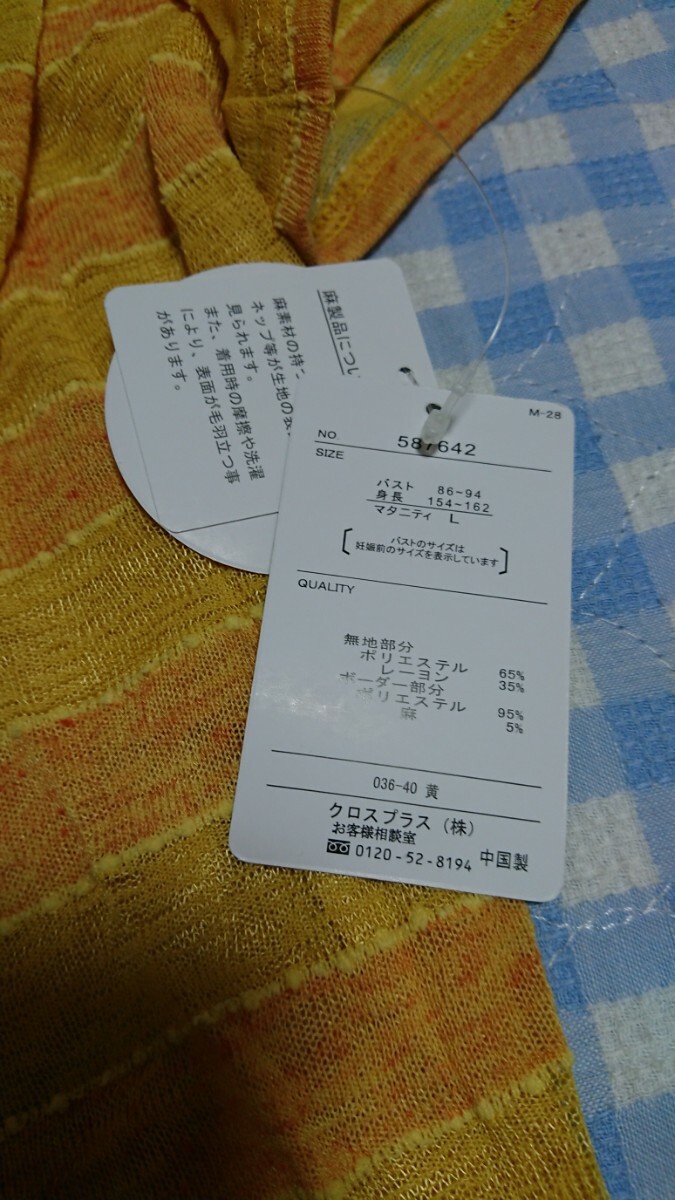 麻製品につい
麻素材の持つ
ネップ等が生地の表
見られます。
また、着用時の摩擦や洗濯
により、表面が毛羽立つ事
があります。
M-28
NO. 587642
SIZE
バスト 86~94
身長 154~162
マタニティ L
バストのサイズは
妊娠前のサイズを表示しています
QUALITY
無地部分
ポリエステル 65%
レーヨン 35%
ボーダー部分
ポリエステル 95%
麻 5%
036-40 黄
クロスプラス(株)
お客様相談室
0120-52-8194 中国製